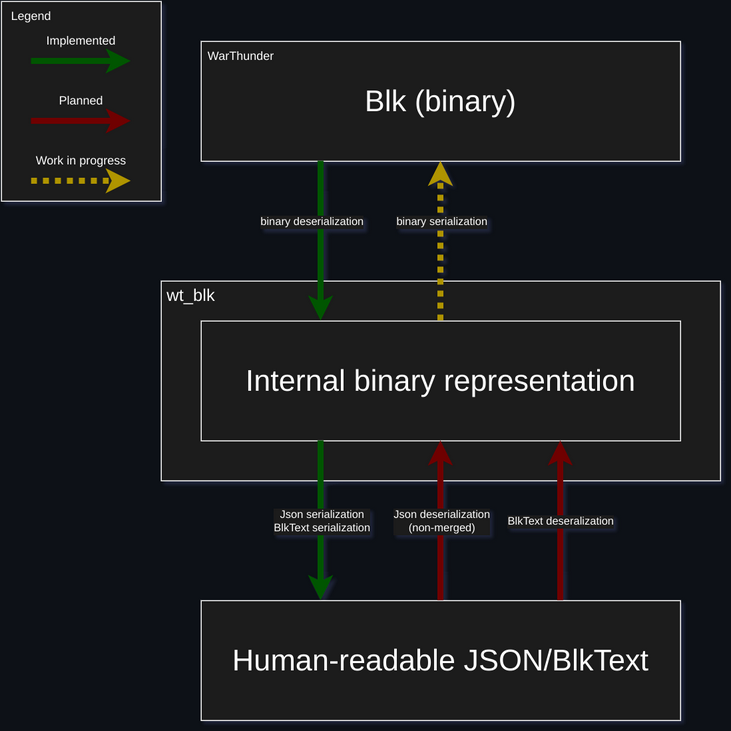 Legend
Implemented
Planned
Work in progress
WarThunder
Blk (binary)
binary deserialization
binary serialization
wt_blk
Internal binary representation
Json serialization
BlkText serialization
Json deserialization
(non-merged)
BlkText deseralization
Human-readable JSON/BlkText